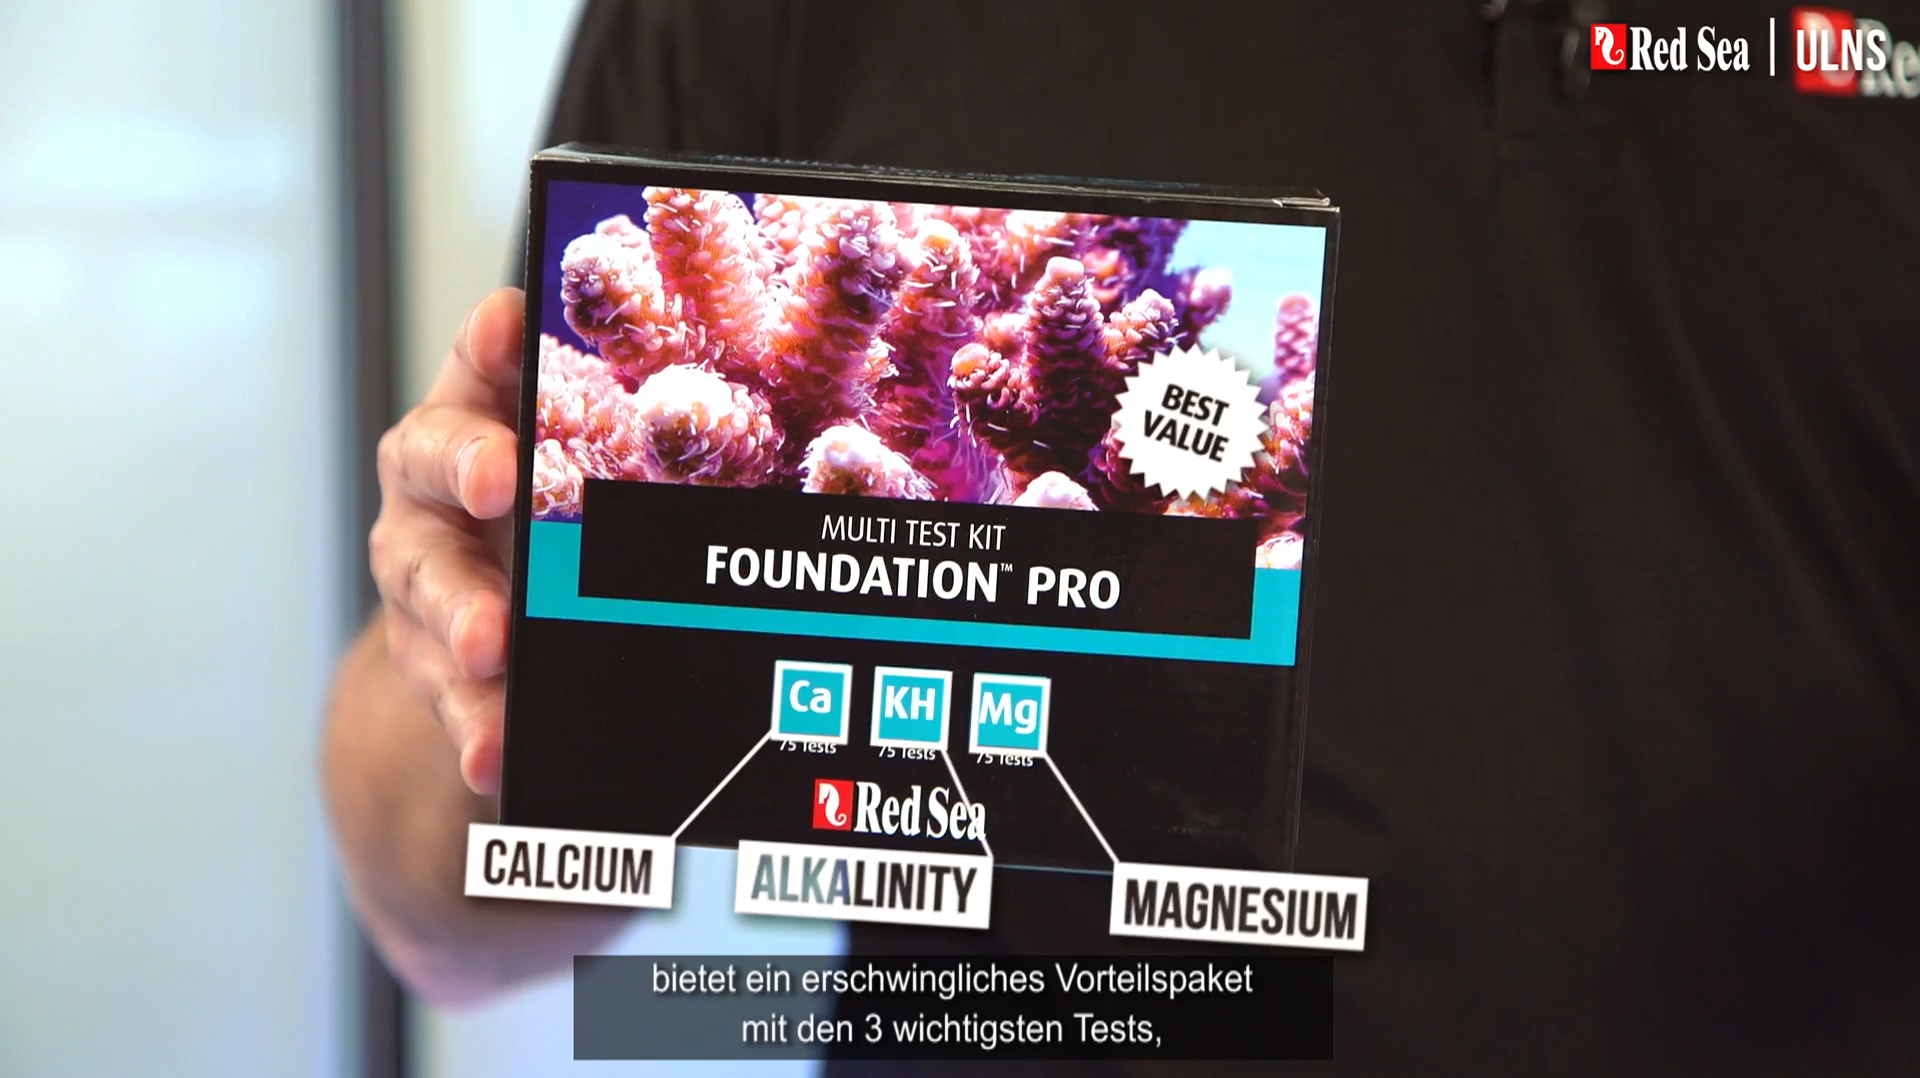 Red Sea | ULNS
BEST
VALUE
MULTI TEST KIT
FOUNDATION™ PRO
Ca KH Mg
75 Tests 75 Tests 75 Tests
Red Sea
CALCIUM ALKALINITY MAGNESIUM
bietet ein erschwingliches Vorteilspaket
mit den 3 wichtigsten Tests,